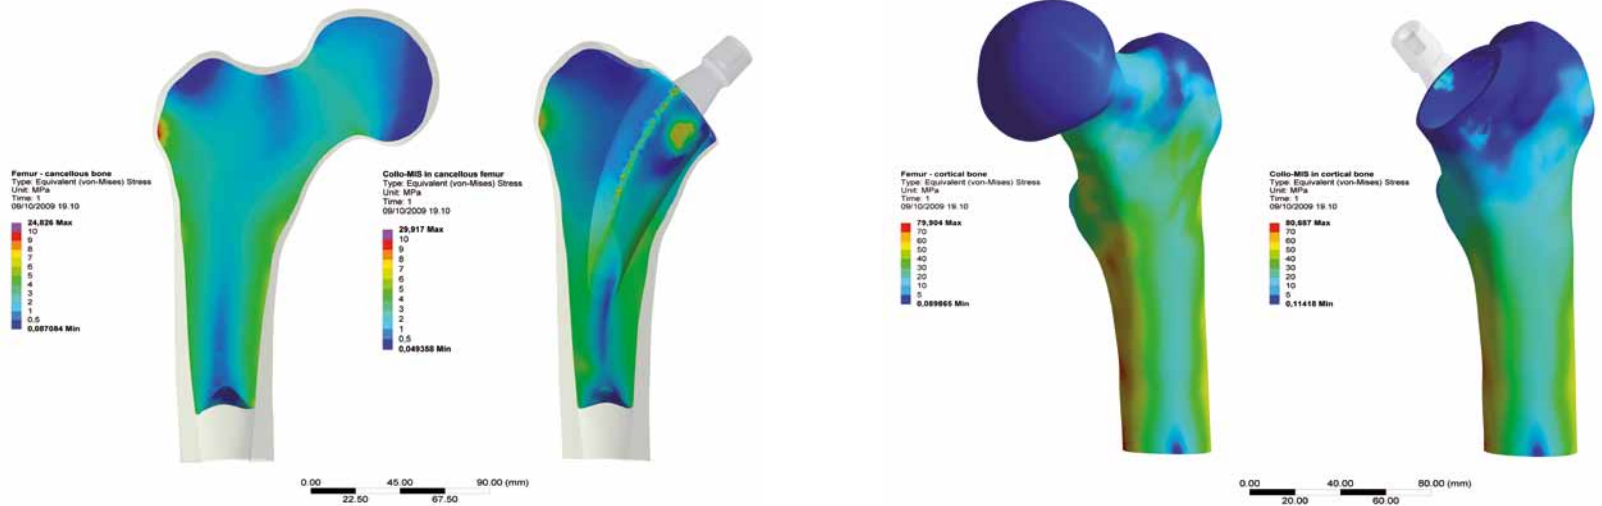 Femur - cancellous bone
Type: Equivalent (von-Mises) Stress
Unit: MPa
Time: 1
09/10/2009 19.10
24,826 Max
10
9
8
7
6
5
4
3
2
1
0.5
0,087084 Min
Collo-MIS in cancellous femur
Type: Equivalent (von-Mises) Stress
Unit: MPa
Time: 1
09/10/2009 19.10
29,917 Max
10
9
8
7
6
5
4
3
2
1
0,5
0,049358 Min
0.00 45.00 90.00 (mm)
22.50 67.50
Femur - cortical bone
Type: Equivalent (von-Mises) Stress
Unit: MPa
Time: 1
09/10/2009 19.10
79,904 Max
70
60
50
40
30
20
10
5
0,089865 Min
Collo-MIS in cortical bone
Type: Equivalent (von-Mises) Stress
Unit: MPa
Time: 1
09/10/2009 19.10
80,687 Max
70
60
50
40
30
20
10
5
0,11418 Min
0.00 40.00 80.00 (mm)
20.00 60.00